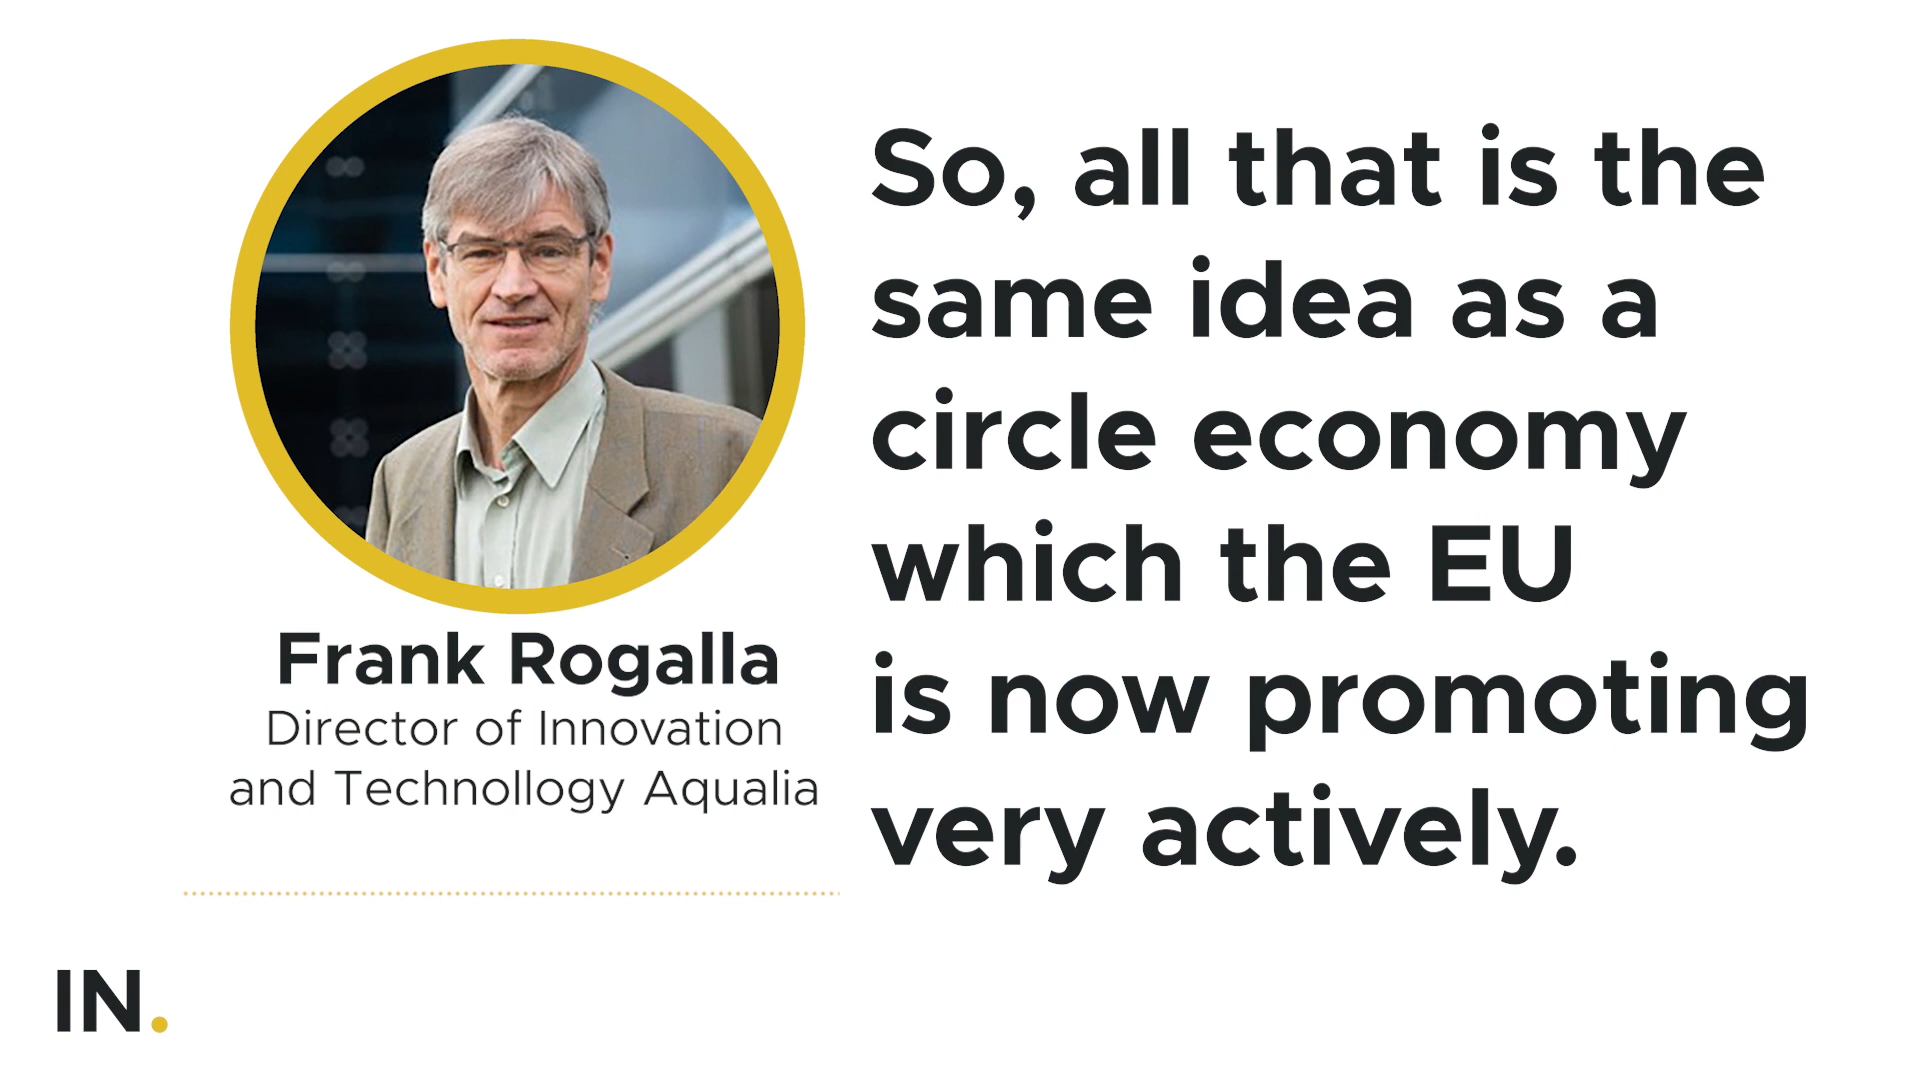 Frank Rogalla
Director of Innovation
and Technollogy Aqualia
So, all that is the
same idea as a
circle economy
which the EU
is now promoting
very actively.
IN.